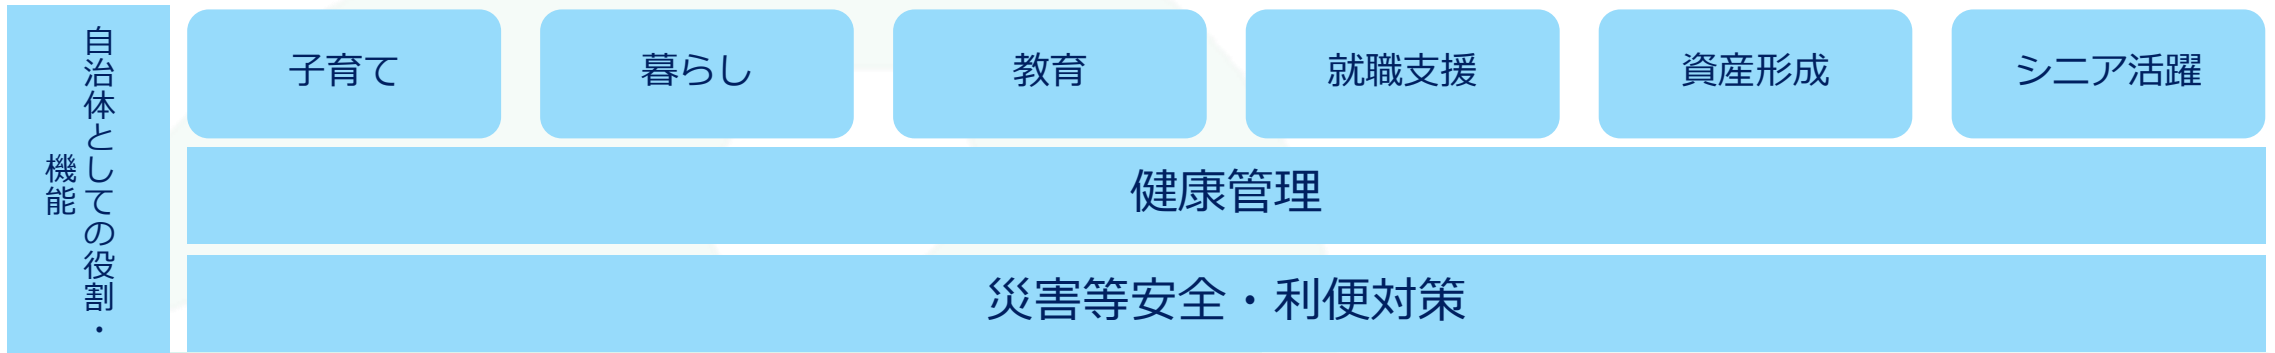 自治体としての役割・
機能
子育て
暮らし
教育
就職支援
資産形成
シニア活躍
健康管理
災害等安全・利便対策